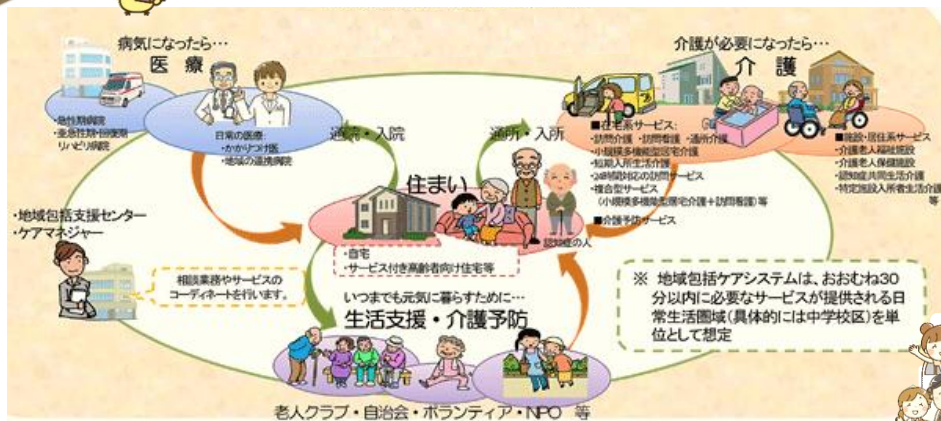 病気になったら…
医療
・急性期病院
・亜急性期・回復期
リハビリ病院
日常の医療:
・かかりつけ医
・地域の連携病院
通院・入院
通所・入所
介護が必要になったら…
介護
■在宅系サービス:
・訪問介護 ・訪問看護 ・通所介護
・小規模多機能型居宅介護
・短期入所生活介護
・24時間対応の訪問サービス
・複合型サービス
(小規模多機能型居宅介護+訪問看護)等
■介護予防サービス
■施設・居住系サービス
・介護老人福祉施設
・介護老人保健施設
・認知症共同生活介護
・特定施設入所者生活介護
等
住まい
・自宅
・サービス付き高齢者向け住宅等
認知症の人
・地域包括支援センター
・ケアマネジャー
相談業務やサービスの
コーディネートを行います。
いつまでも元気に暮らすために…
生活支援・介護予防
老人クラブ・自治会・ボランティア・NPO 等
※ 地域包括ケアシステムは、おおむね30
分以内に必要なサービスが提供される日
常生活圏域(具体的には中学校区)を単
位として想定